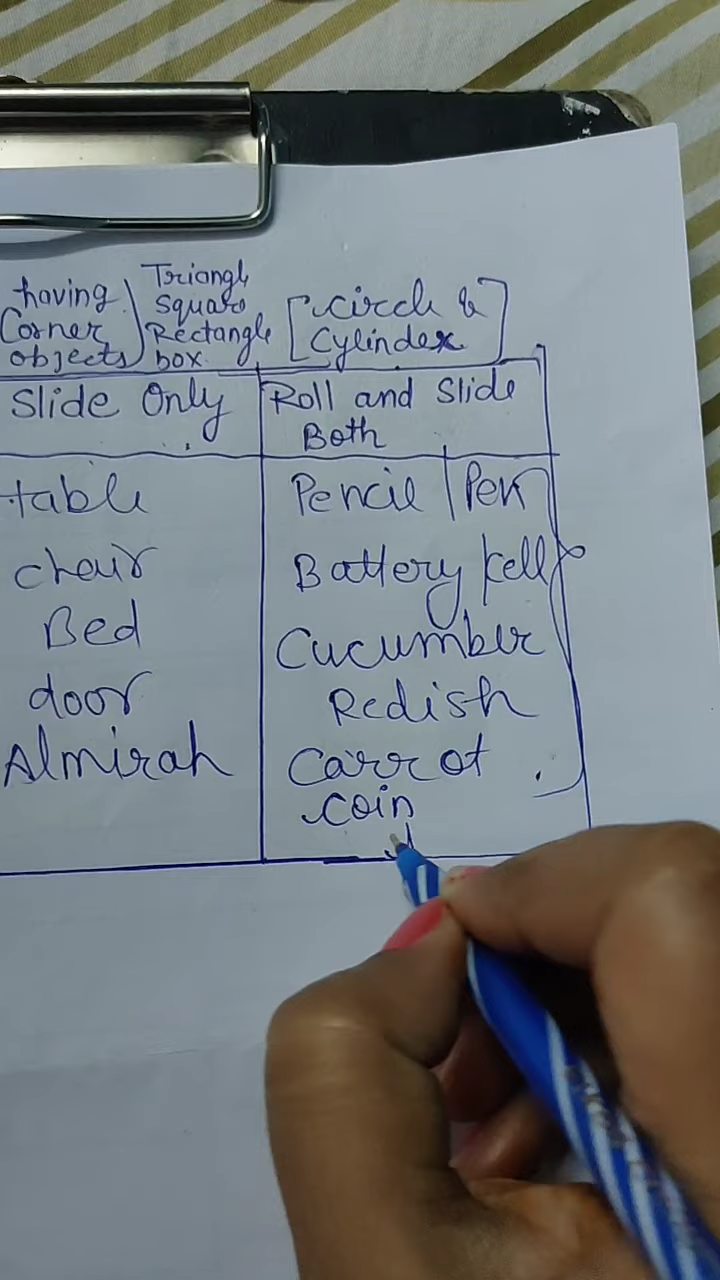 having Corner objects
Triangle Square Rectangle box
[Circle & Cylinder]
Slide Only
Roll and Slide Both
table
chair
Bed
door
Almirah
Pencil | Pen
Battery | cell
Cucumber
Redish
Carrot
coin